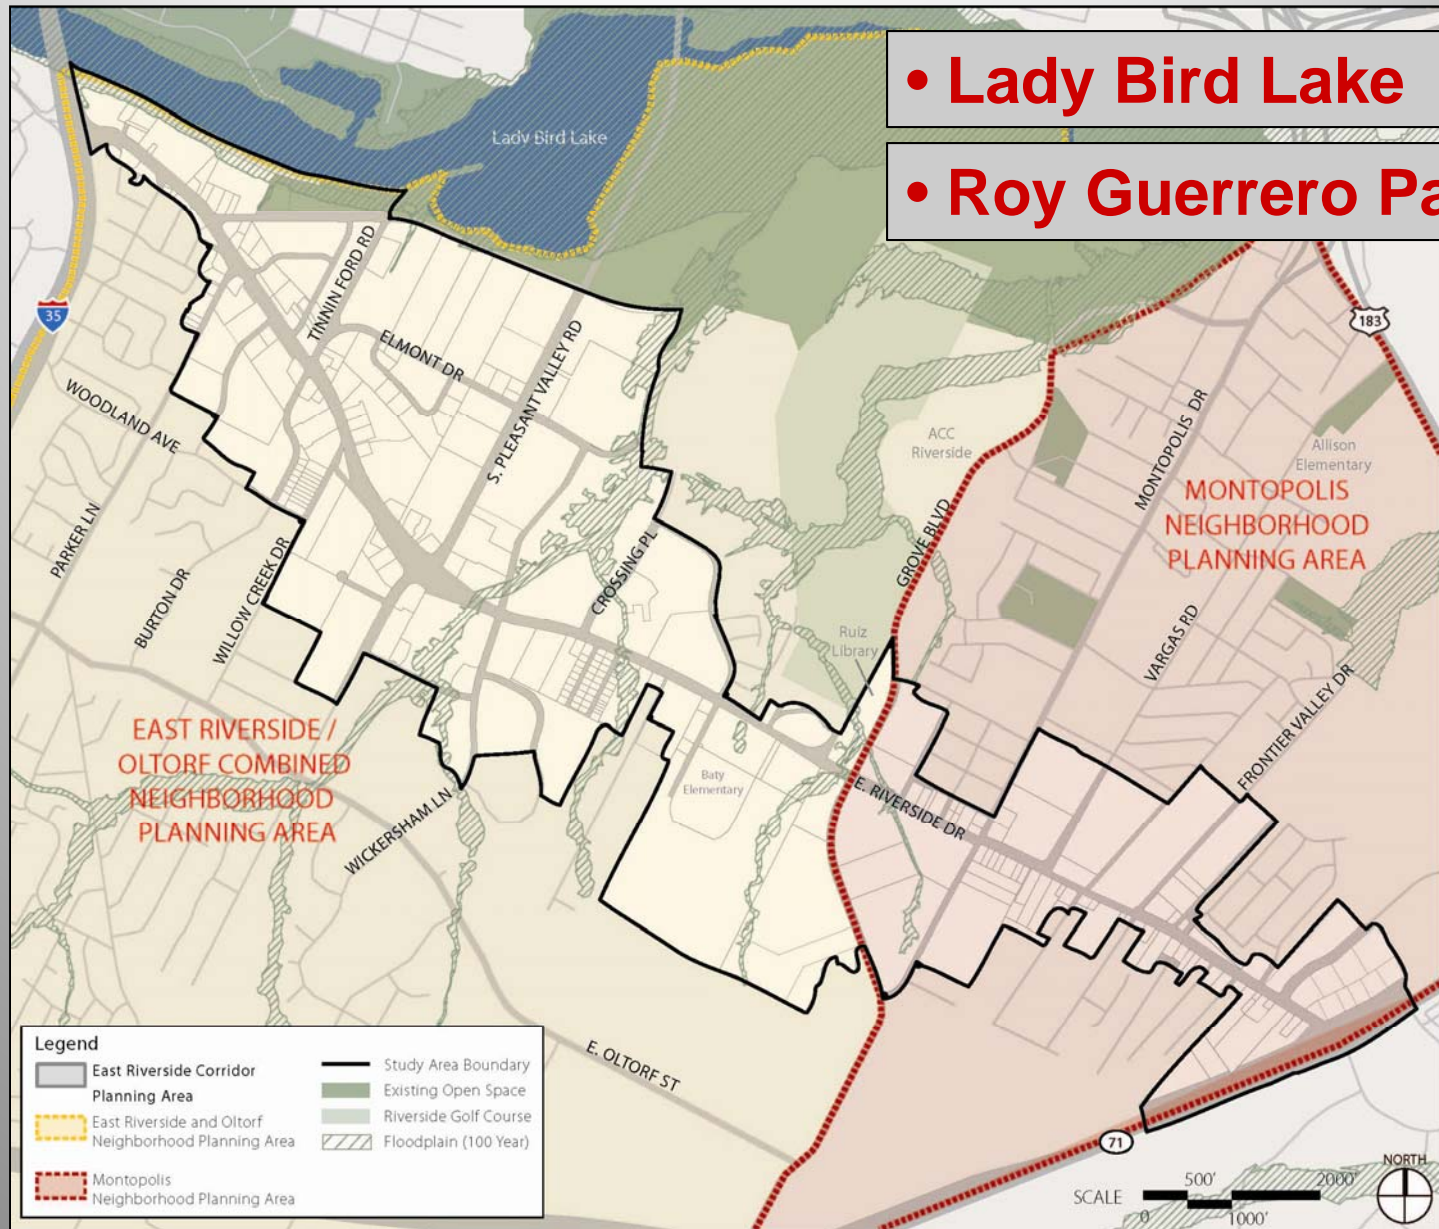 • Lady Bird Lake
• Roy Guerrero Pa
Lady Bird Lake
35
183
TINNIN FORD RD
ELMONT DR
S. PLEASANT VALLEY RD
WOODLAND AVE
PARKER LN
BURTON DR
WILLOW CREEK DR
CROSSING PL
ACC
Riverside
GROVE BLVD
MONTOPOLIS DR
Allison
Elementary
MONTOPOLIS
NEIGHBORHOOD
PLANNING AREA
VARGAS RD
FRONTIER VALLEY DR
Ruiz
Library
EAST RIVERSIDE /
OLTORF COMBINED
NEIGHBORHOOD
PLANNING AREA
WICKERSHAM LN
Baty
Elementary
E. RIVERSIDE DR
E. OLTORF ST
71
Legend
East Riverside Corridor
Planning Area
East Riverside and Oltorf
Neighborhood Planning Area
Montopolis
Neighborhood Planning Area
Study Area Boundary
Existing Open Space
Riverside Golf Course
Floodplain (100 Year)
SCALE
0
500'
1000'
2000'
NORTH